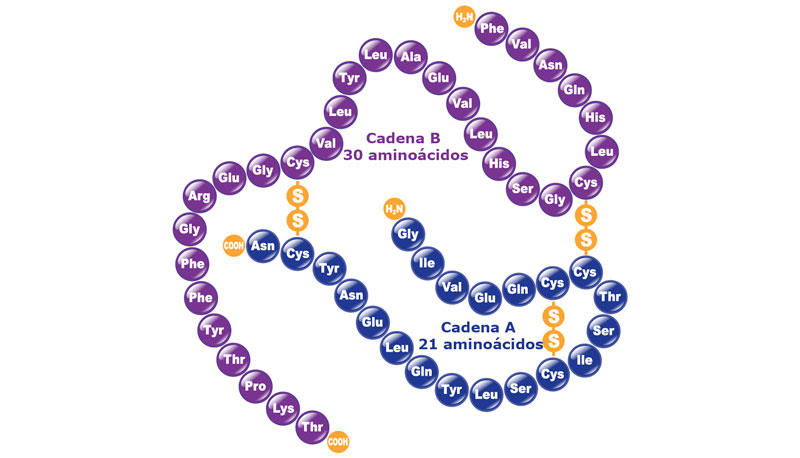 H₂N
Phe
Val
Asn
Gln
His
Leu
Cys
Gly
Ser
His
Leu
Val
Glu
Ala
Leu
Tyr
Leu
Val
Cys
Gly
Glu
Arg
Gly
Phe
Phe
Tyr
Thr
Pro
Lys
Thr
COOH
Cadena B
30 aminoácidos
S
S
S
S
H₂N
Gly
Ile
Val
Glu
Gln
Cys
Cys
Thr
Ser
Ile
Cys
Ser
Leu
Tyr
Gln
Leu
Glu
Asn
Tyr
Cys
Asn
COOH
Cadena A
21 aminoácidos
S
S